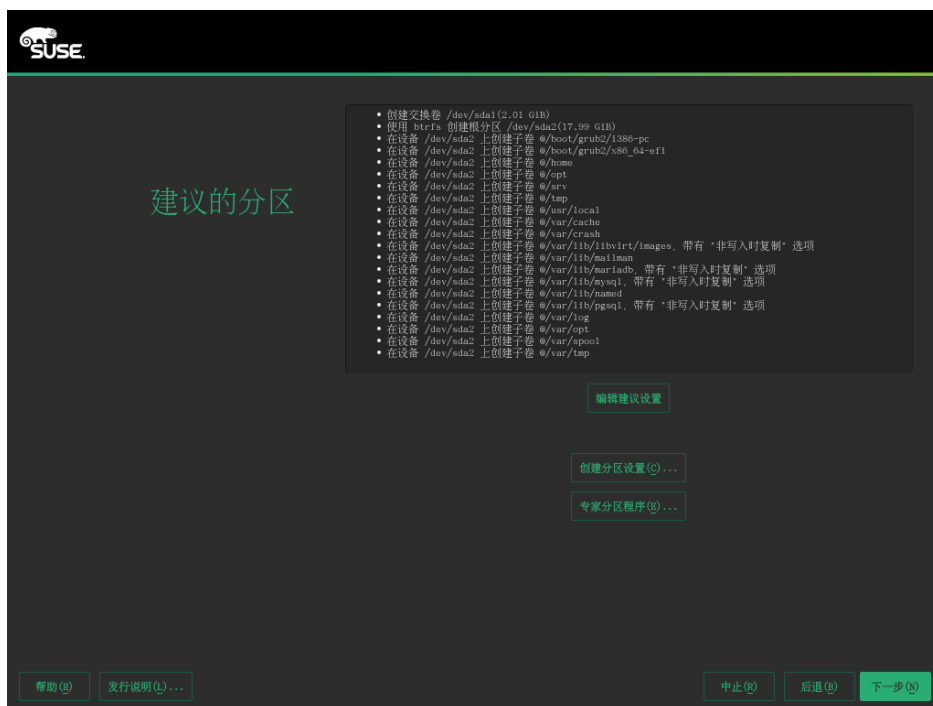 SUSE.
建议的分区
• 创建交换卷 /dev/sda1(2.01 GiB)
• 使用 btrfs 创建根分区 /dev/sda2(17.99 GiB)
• 在设备 /dev/sda2 上创建子卷 @/boot/grub2/i386-pc
• 在设备 /dev/sda2 上创建子卷 @/boot/grub2/x86_64-efi
• 在设备 /dev/sda2 上创建子卷 @/home
• 在设备 /dev/sda2 上创建子卷 @/opt
• 在设备 /dev/sda2 上创建子卷 @/srv
• 在设备 /dev/sda2 上创建子卷 @/tmp
• 在设备 /dev/sda2 上创建子卷 @/usr/local
• 在设备 /dev/sda2 上创建子卷 @/var/cache
• 在设备 /dev/sda2 上创建子卷 @/var/crash
• 在设备 /dev/sda2 上创建子卷 @/var/lib/libvirt/images, 带有 "非写入时复制" 选项
• 在设备 /dev/sda2 上创建子卷 @/var/lib/mailman
• 在设备 /dev/sda2 上创建子卷 @/var/lib/mariadb, 带有 "非写入时复制" 选项
• 在设备 /dev/sda2 上创建子卷 @/var/lib/mysql, 带有 "非写入时复制" 选项
• 在设备 /dev/sda2 上创建子卷 @/var/lib/named
• 在设备 /dev/sda2 上创建子卷 @/var/lib/pgsql, 带有 "非写入时复制" 选项
• 在设备 /dev/sda2 上创建子卷 @/var/log
• 在设备 /dev/sda2 上创建子卷 @/var/opt
• 在设备 /dev/sda2 上创建子卷 @/var/spool
• 在设备 /dev/sda2 上创建子卷 @/var/tmp
编辑建议设置
创建分区设置(C)...
专家分区程序(E)...
帮助(H) 发行说明(L)... 中止(R) 后退(B) 下一步(N)